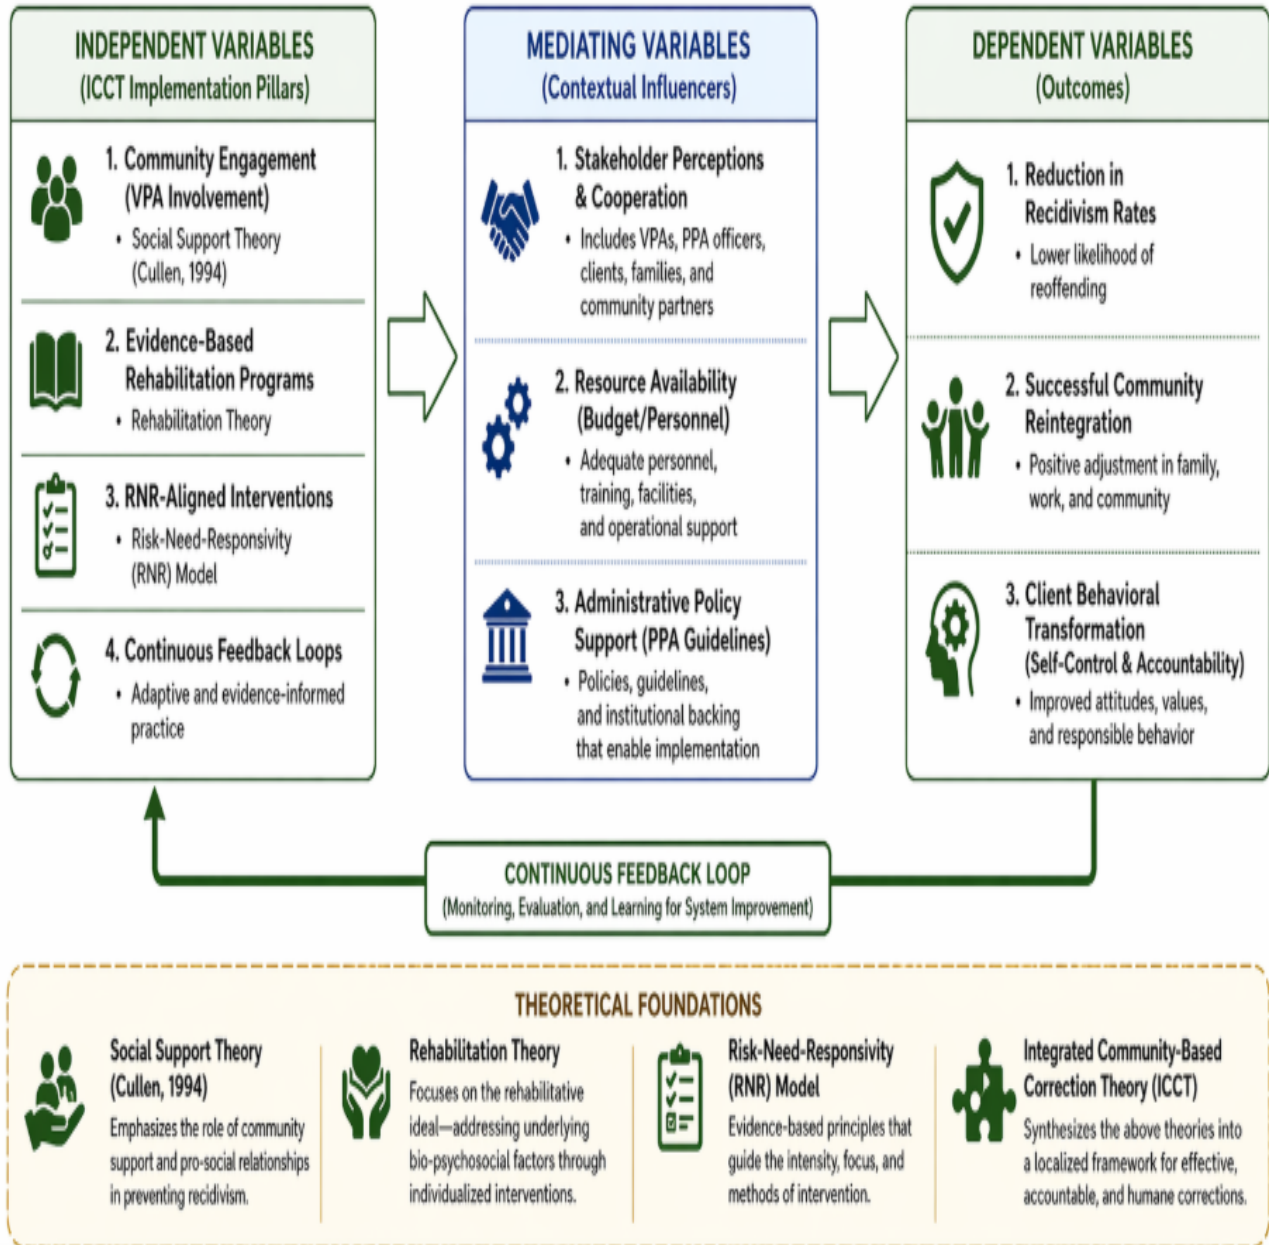 INDEPENDENT VARIABLES
(ICCT Implementation Pillars)
1. Community Engagement
(VPA Involvement)
• Social Support Theory
(Cullen, 1994)
2. Evidence-Based
Rehabilitation Programs
• Rehabilitation Theory
3. RNR-Aligned Interventions
• Risk-Need-Responsivity
(RNR) Model
4. Continuous Feedback Loops
• Adaptive and evidence-informed
practice
MEDIATING VARIABLES
(Contextual Influencers)
1. Stakeholder Perceptions
& Cooperation
• Includes VPAs, PPA officers,
clients, families, and
community partners
2. Resource Availability
(Budget/Personnel)
• Adequate personnel,
training, facilities,
and operational support
3. Administrative Policy
Support (PPA Guidelines)
• Policies, guidelines,
and institutional backing
that enable implementation
DEPENDENT VARIABLES
(Outcomes)
1. Reduction in
Recidivism Rates
• Lower likelihood of
reoffending
2. Successful Community
Reintegration
• Positive adjustment in family,
work, and community
3. Client Behavioral
Transformation
(Self-Control & Accountability)
• Improved attitudes, values,
and responsible behavior
CONTINUOUS FEEDBACK LOOP
(Monitoring, Evaluation, and Learning for System Improvement)
THEORETICAL FOUNDATIONS
Social Support Theory
(Cullen, 1994)
Emphasizes the role of community
support and pro-social relationships
in preventing recidivism.
Rehabilitation Theory
Focuses on the rehabilitative
ideal—addressing underlying
bio-psychosocial factors through
individualized interventions.
Risk-Need-Responsivity
(RNR) Model
Evidence-based principles that
guide the intensity, focus, and
methods of intervention.
Integrated Community-Based
Correction Theory (ICCT)
Synthesizes the above theories into
a localized framework for effective,
accountable, and humane corrections.